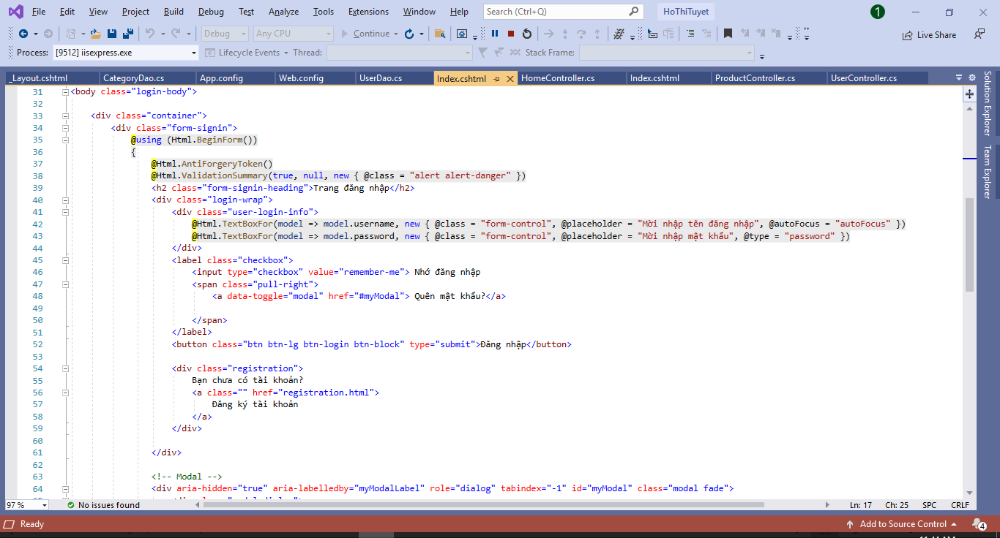 File Edit View Project Build Debug Test Analyze Tools Extensions Window Help Search (Ctrl+Q) HoThiTuyet 1
Debug Any CPU Continue Live Share
Process: [9512] iisexpress.exe Lifecycle Events Thread: Stack Frame:
_Layout.cshtml CategoryDao.cs App.config Web.config UserDao.cs Index.cshtml HomeController.cs Index.cshtml ProductController.cs UserController.cs
Solution Explorer
Team Explorer
31 <body class="login-body">
32
33 <div class="container">
34 <div class="form-signin">
35 @using (Html.BeginForm())
36 {
37 @Html.AntiForgeryToken()
38 @Html.ValidationSummary(true, null, new { @class = "alert alert-danger" })
39 <h2 class="form-signin-heading">Trang đăng nhập</h2>
40 <div class="login-wrap">
41 <div class="user-login-info">
42 @Html.TextBoxFor(model => model.username, new { @class = "form-control", @placeholder = "Mời nhập tên đăng nhập", @autoFocus = "autoFocus" })
43 @Html.TextBoxFor(model => model.password, new { @class = "form-control", @placeholder = "Mời nhập mật khẩu", @type = "password" })
44 </div>
45 <label class="checkbox">
46 <input type="checkbox" value="remember-me"> Nhớ đăng nhập
47 <span class="pull-right">
48 <a data-toggle="modal" href="#myModal"> Quên mật khẩu?</a>
49
50 </span>
51 </label>
52 <button class="btn btn-lg btn-login btn-block" type="submit">Đăng nhập</button>
53
54 <div class="registration">
55 Bạn chưa có tài khoản?
56 <a class="" href="registration.html">
57 Đăng ký tài khoản
58 </a>
59 </div>
60
61 </div>
62
63 <!-- Modal -->
64 <div aria-hidden="true" aria-labelledby="myModalLabel" role="dialog" tabindex="-1" id="myModal" class="modal fade">
97 % No issues found Ln: 17 Ch: 25 SPC CRLF
Ready Add to Source Control 4